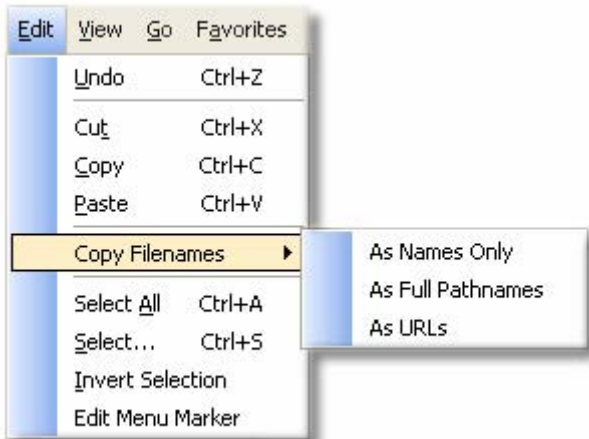 Edit View Go Favorites
Undo Ctrl+Z
Cut Ctrl+X
Copy Ctrl+C
Paste Ctrl+V
Copy Filenames
As Names Only
As Full Pathnames
As URLs
Select All Ctrl+A
Select... Ctrl+S
Invert Selection
Edit Menu Marker